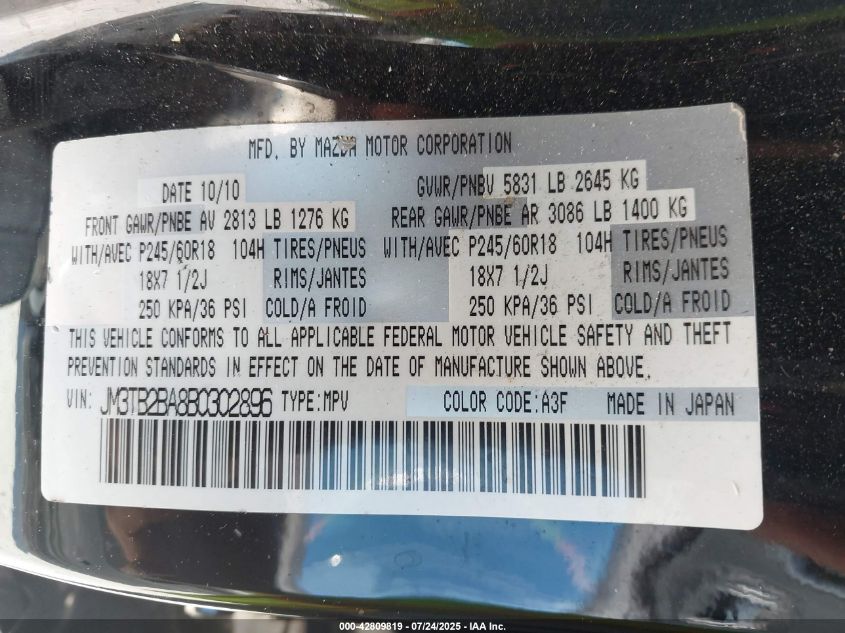 MFD. BY MAZDA MOTOR CORPORATION
DATE 10/10 GVWR/PNBV 5831 LB 2645 KG
FRONT GAWR/PNBE AV 2813 LB 1276 KG REAR GAWR/PNBE AR 3086 LB 1400 KG
WITH/AVEC P245/60R18 104H TIRES/PNEUS WITH/AVEC P245/60R18 104H TIRES/PNEUS
18X7 1/2J RIMS/JANTES 18X7 1/2J RIMS/JANTES
250 KPA/36 PSI COLD/A FROID 250 KPA/36 PSI COLD/A FROID
THIS VEHICLE CONFORMS TO ALL APPLICABLE FEDERAL MOTOR VEHICLE SAFETY AND THEFT
PREVENTION STANDARDS IN EFFECT ON THE DATE OF MANUFACTURE SHOWN ABOVE.
VIN: JM3TB2BA8B0302896 TYPE:MPV COLOR CODE:A3F MADE IN JAPAN
000-42809819 - 07/24/2025 - IAA Inc.